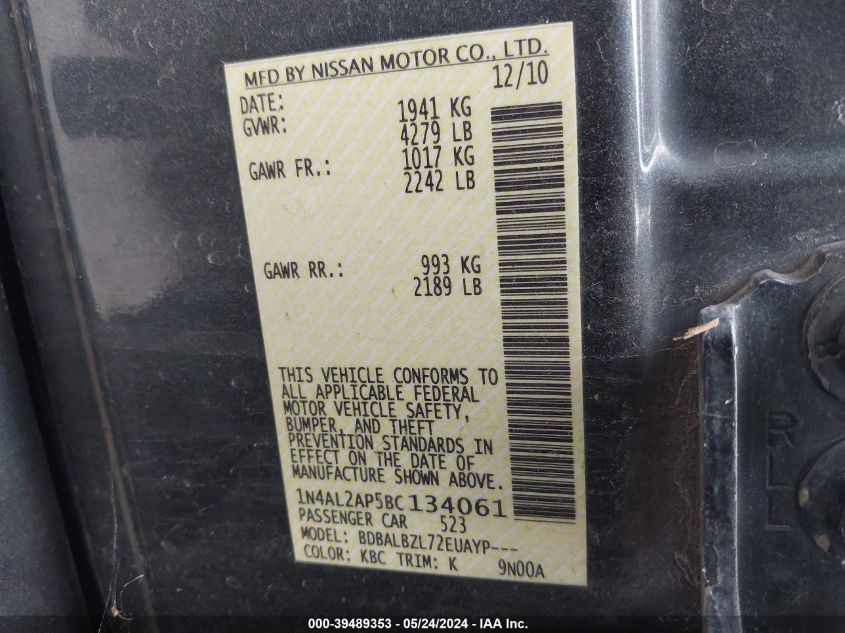 MFD BY NISSAN MOTOR CO., LTD.
DATE: 12/10
GVWR: 1941 KG
4279 LB
GAWR FR.: 1017 KG
2242 LB
GAWR RR.: 993 KG
2189 LB
THIS VEHICLE CONFORMS TO
ALL APPLICABLE FEDERAL
MOTOR VEHICLE SAFETY,
BUMPER, AND THEFT
PREVENTION STANDARDS IN
EFFECT ON THE DATE OF
MANUFACTURE SHOWN ABOVE.
1N4AL2AP5BC134061
PASSENGER CAR 523
MODEL: BDBALBZL72EUAYP---
COLOR: KBC TRIM: K 9N00A
000-39489353 - 05/24/2024 - IAA Inc.